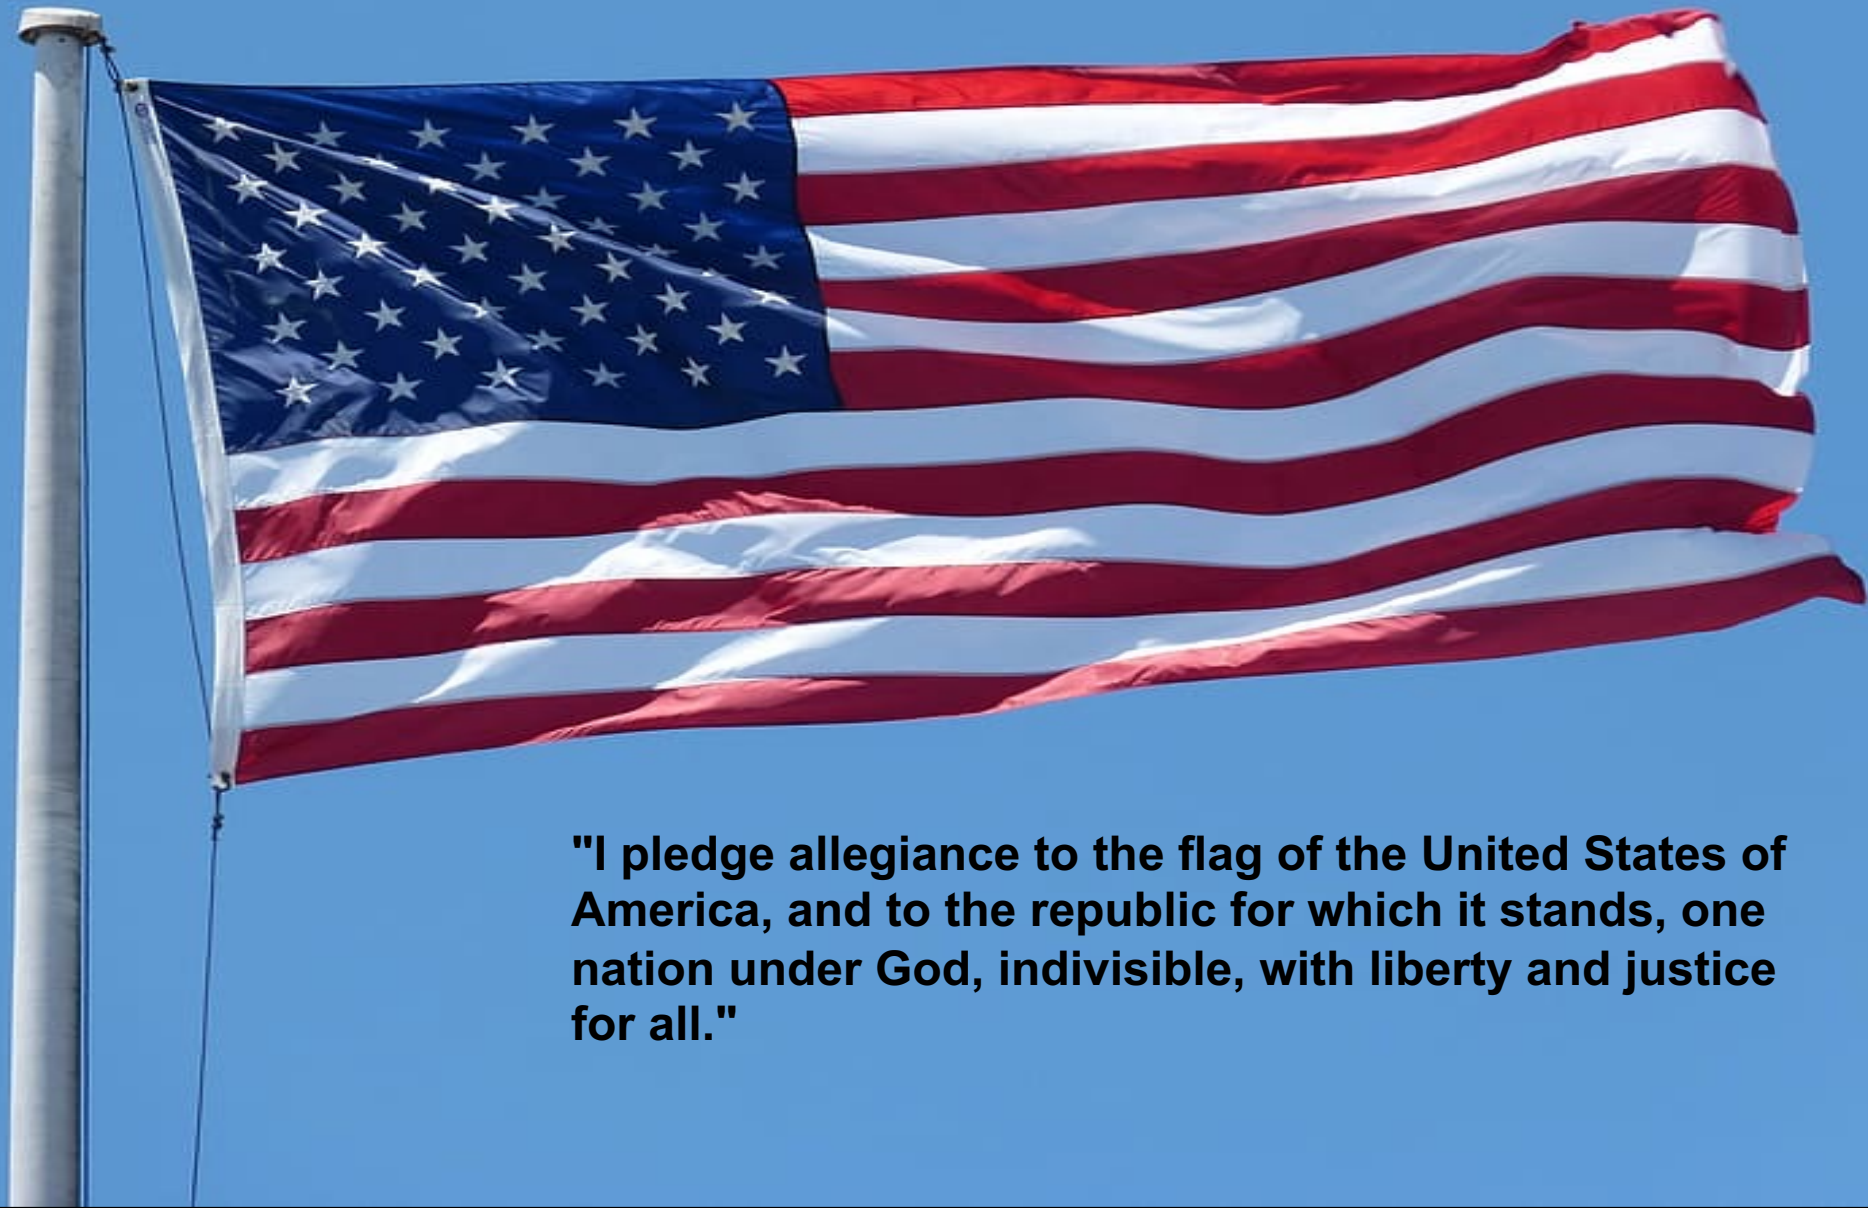 "I pledge allegiance to the flag of the United States of
America, and to the republic for which it stands, one
nation under God, indivisible, with liberty and justice
for all."